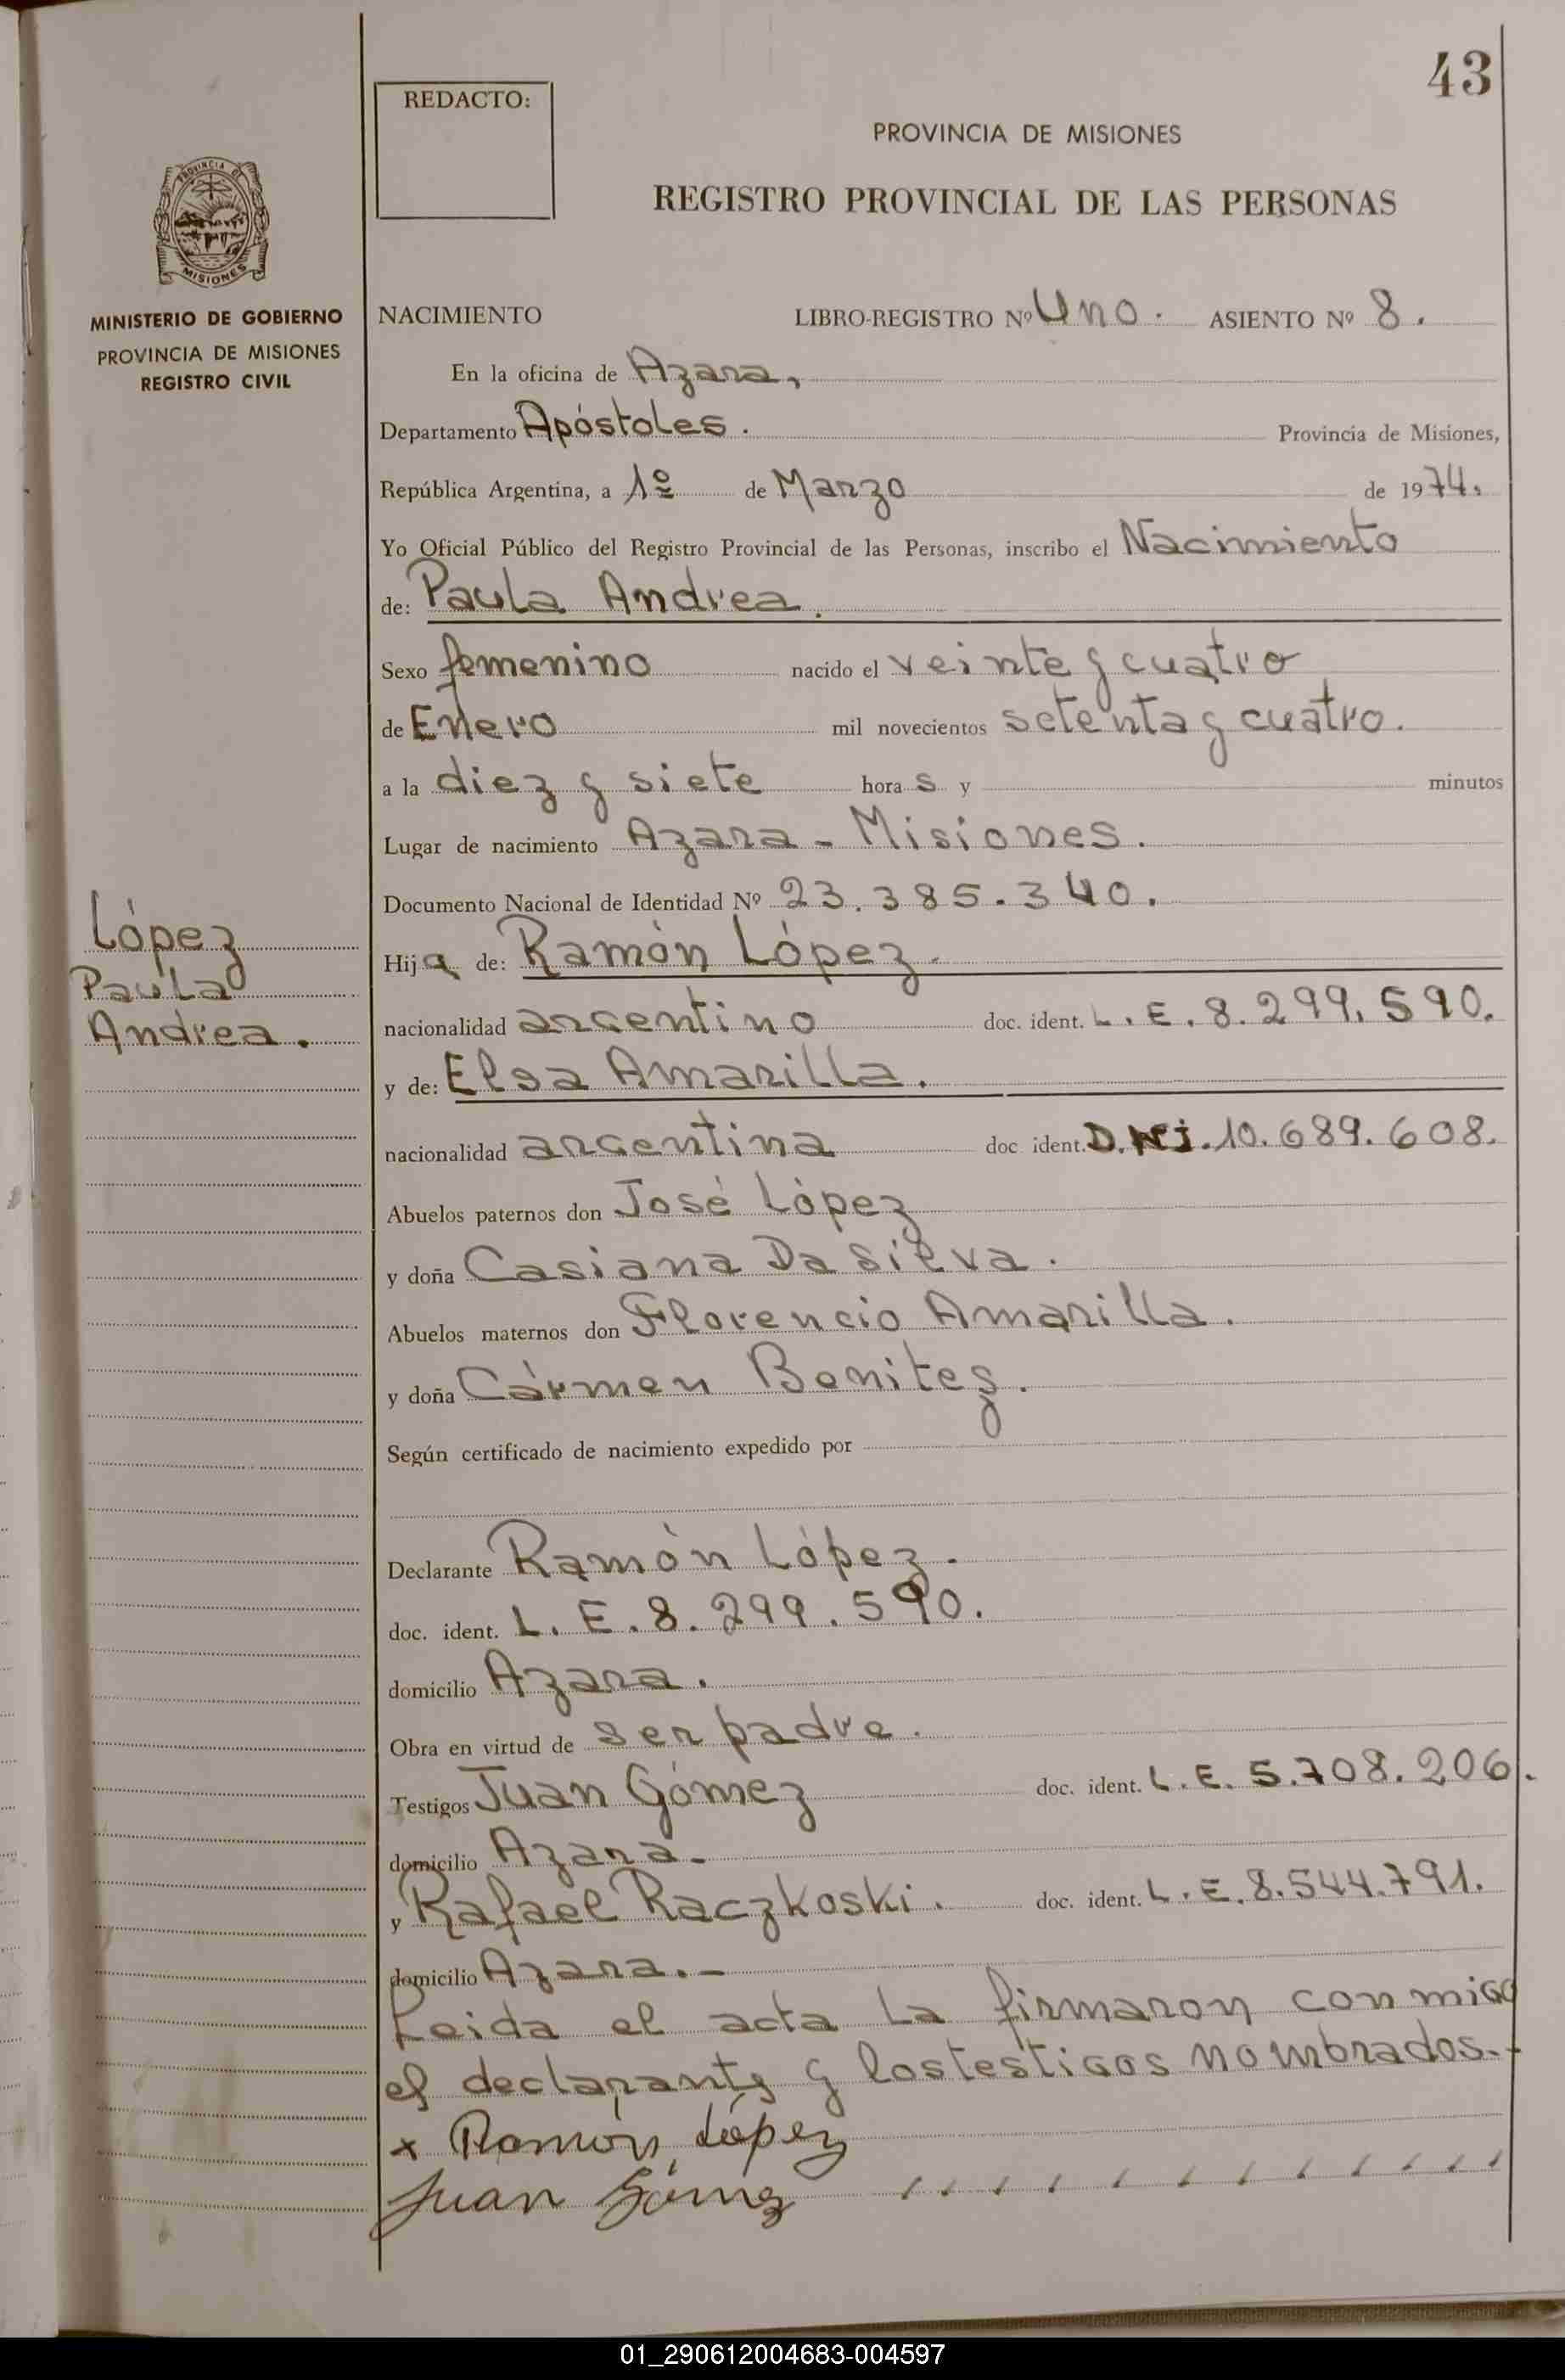 43
REDACTO:
PROVINCIA DE MISIONES
REGISTRO PROVINCIAL DE LAS PERSONAS
PROVINCIA DE
MISIONES
MINISTERIO DE GOBIERNO
PROVINCIA DE MISIONES
REGISTRO CIVIL
NACIMIENTO LIBRO-REGISTRO Nº Uno. ASIENTO Nº 8.
En la oficina de Azara,
Departamento Apóstoles. Provincia de Misiones,
República Argentina, a 1º de Marzo de 1974.
Yo Oficial Público del Registro Provincial de las Personas, inscribo el Nacimiento
de: Paula Andrea.
Sexo femenino nacido el veinte y cuatro
de Enero mil novecientos setenta y cuatro.
a la diez y siete hora s y minutos
Lugar de nacimiento Azara - Misiones.
Documento Nacional de Identidad Nº 23.385.340.
López
Paula
Andrea.
Hija de: Ramón López.
nacionalidad argentino doc. ident. L.E. 8.299.590.
y de: Elsa Amarilla.
nacionalidad argentina doc ident. D.Ni. 10.689.608.
Abuelos paternos don José López
y doña Casiana Da Silva.
Abuelos maternos don Florencio Amarilla.
y doña Cármen Benitez.
Según certificado de nacimiento expedido por
Declarante Ramón López.
doc. ident. L.E. 8.299.590.
domicilio Azara.
Obra en virtud de ser padre.
Testigos Juan Gómez doc. ident. L.E. 5.708.206.
domicilio Azara.-
y Rafael Raczkoski. doc. ident. L.E. 8.544.791.
domicilio Azara.-
Leida el acta la firmaron conmigo
el declarante y los testigos nombrados.-
x Ramón López
Juan Gómez
01_290612004683-004597